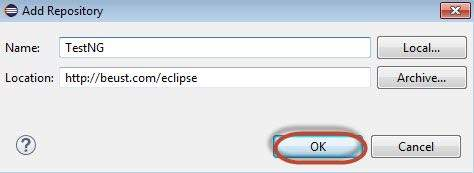 Add Repository
Name: TestNG Local...
Location: http://beust.com/eclipse Archive...
? OK Cancel